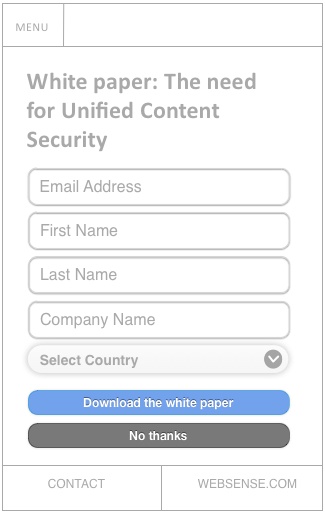 MENU
White paper: The need
for Unified Content
Security
Email Address
First Name
Last Name
Company Name
Select Country
Download the white paper
No thanks
CONTACT
WEBSENSE.COM